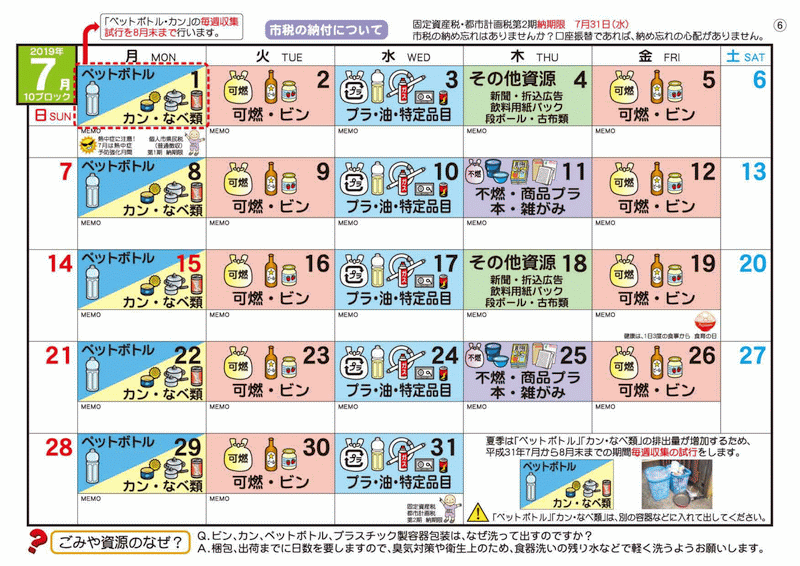 「ペットボトル・カン」の毎週収集
試行を8月末まで行います。
市税の納付について
固定資産税・都市計画税第2期納期限 7月31日(水)
市税の納め忘れはありませんか?口座振替であれば、納め忘れの心配がありません。
⑥
2019年
7月
10ブロック
日 SUN
月 MON
火 TUE
水 WED
木 THU
金 FRI
土 SAT
ペットボトル 1
カン・なべ類
MEMO
熱中症に注意!
7月は熱中症
予防強化月間
個人市県民税
(普通徴収)
第1期 納期限
可燃 2
可燃・ビン
MEMO
プラ 3
プラ・油・特定品目
MEMO
その他資源 4
新聞・折込広告
飲料用紙パック
段ボール・古布類
MEMO
可燃 5
可燃・ビン
MEMO
6
7
ペットボトル 8
カン・なべ類
MEMO
可燃 9
可燃・ビン
MEMO
プラ 10
プラ・油・特定品目
MEMO
不燃 11
不燃・商品プラ
本・雑がみ
MEMO
可燃 12
可燃・ビン
MEMO
13
14
ペットボトル 15
カン・なべ類
MEMO
可燃 16
可燃・ビン
MEMO
プラ 17
プラ・油・特定品目
MEMO
その他資源 18
新聞・折込広告
飲料用紙パック
段ボール・古布類
MEMO
可燃 19
可燃・ビン
MEMO
健康は、1日3度の食事から 食育の日
20
21
ペットボトル 22
カン・なべ類
MEMO
可燃 23
可燃・ビン
MEMO
プラ 24
プラ・油・特定品目
MEMO
不燃 25
不燃・商品プラ
本・雑がみ
MEMO
可燃 26
可燃・ビン
MEMO
27
28
ペットボトル 29
カン・なべ類
MEMO
可燃 30
可燃・ビン
MEMO
プラ 31
プラ・油・特定品目
MEMO
固定資産税
都市計画税
第2期 納期限
夏季は「ペットボトル」「カン・なべ類」の排出量が増加するため、
平成31年7月から8月末までの期間毎週収集の試行をします。
ペットボトル
カン・なべ類
「ペットボトル」「カン・なべ類」は、別の容器などに入れて出してください。
ごみや資源のなぜ?
Q.ビン、カン、ペットボトル、プラスチック製容器包装は、なぜ洗って出すのですか?
A.梱包、出荷までに日数を要しますので、臭気対策や衛生上のため、食器洗いの残り水などで軽く洗うようお願いします。